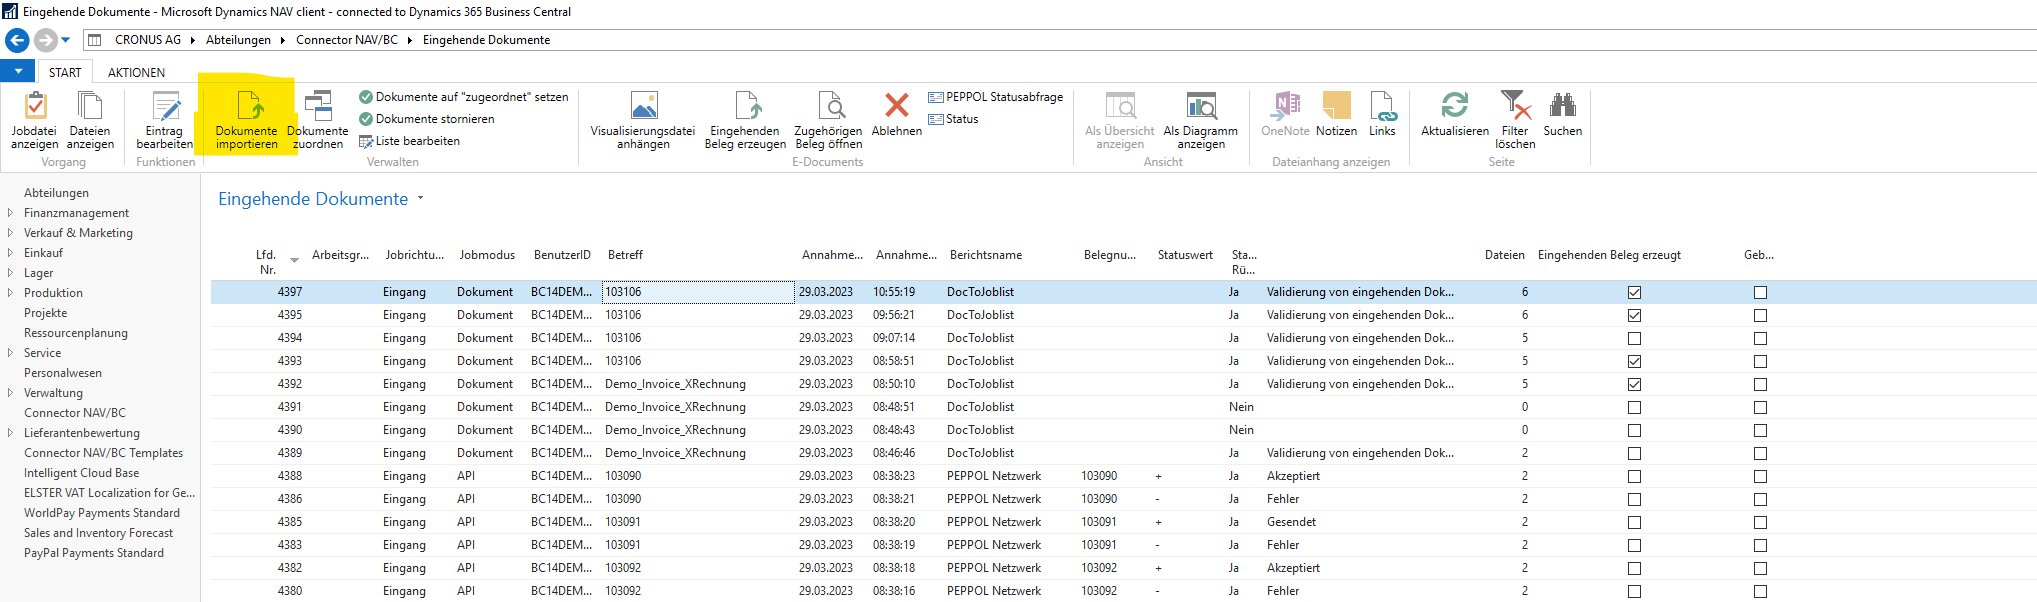 Eingehende Dokumente - Microsoft Dynamics NAV client - connected to Dynamics 365 Business Central
CRONUS AG ▸ Abteilungen ▸ Connector NAV/BC ▸ Eingehende Dokumente
START AKTIONEN
Jobdatei anzeigen
Dateien anzeigen
Vorgang
Eintrag bearbeiten
Funktionen
Dokumente importieren
Dokumente zuordnen
Dokumente auf "zugeordnet" setzen
Dokumente stornieren
Liste bearbeiten
Verwalten
Visualisierungsdatei anhängen
Eingehenden Beleg erzeugen
Zugehörigen Beleg öffnen
Ablehnen
PEPPOL Statusabfrage
Status
E-Documents
Als Übersicht anzeigen
Als Diagramm anzeigen
Ansicht
OneNote
Notizen
Links
Dateianhang anzeigen
Aktualisieren
Filter löschen
Suchen
Seite
Abteilungen
Finanzmanagement
Verkauf & Marketing
Einkauf
Lager
Produktion
Projekte
Ressourcenplanung
Service
Personalwesen
Verwaltung
Connector NAV/BC
Lieferantenbewertung
Connector NAV/BC Templates
Intelligent Cloud Base
ELSTER VAT Localization for Ge...
WorldPay Payments Standard
Sales and Inventory Forecast
PayPal Payments Standard
Eingehende Dokumente
Lfd. Nr. Arbeitsgr... Jobrichtu... Jobmodus BenutzerID Betreff Annahme... Annahme... Berichtsname Belegnu... Statuswert Sta... Rü... Dateien Eingehenden Beleg erzeugt Geb...
4397 Eingang Dokument BC14DEM... 103106 29.03.2023 10:55:19 DocToJoblist Ja Validierung von eingehenden Dok... 6
4395 Eingang Dokument BC14DEM... 103106 29.03.2023 09:56:21 DocToJoblist Ja Validierung von eingehenden Dok... 6
4394 Eingang Dokument BC14DEM... 103106 29.03.2023 09:07:14 DocToJoblist Ja Validierung von eingehenden Dok... 5
4393 Eingang Dokument BC14DEM... 103106 29.03.2023 08:58:51 DocToJoblist Ja Validierung von eingehenden Dok... 5
4392 Eingang Dokument BC14DEM... Demo_Invoice_XRechnung 29.03.2023 08:50:10 DocToJoblist Ja Validierung von eingehenden Dok... 5
4391 Eingang Dokument BC14DEM... Demo_Invoice_XRechnung 29.03.2023 08:48:51 DocToJoblist Nein 0
4390 Eingang Dokument BC14DEM... Demo_Invoice_XRechnung 29.03.2023 08:48:43 DocToJoblist Nein 0
4389 Eingang Dokument BC14DEM... Demo_Invoice_XRechnung 29.03.2023 08:46:46 DocToJoblist Ja Validierung von eingehenden Dok... 2
4388 Eingang API BC14DEM... 103090 29.03.2023 08:38:23 PEPPOL Netzwerk 103090 + Ja Akzeptiert 2
4386 Eingang API BC14DEM... 103090 29.03.2023 08:38:21 PEPPOL Netzwerk 103090 - Ja Fehler 2
4385 Eingang API BC14DEM... 103091 29.03.2023 08:38:20 PEPPOL Netzwerk 103091 + Ja Gesendet 2
4383 Eingang API BC14DEM... 103091 29.03.2023 08:38:19 PEPPOL Netzwerk 103091 - Ja Fehler 2
4382 Eingang API BC14DEM... 103092 29.03.2023 08:38:18 PEPPOL Netzwerk 103092 + Ja Akzeptiert 2
4380 Eingang API BC14DEM... 103092 29.03.2023 08:38:16 PEPPOL Netzwerk 103092 - Ja Fehler 2